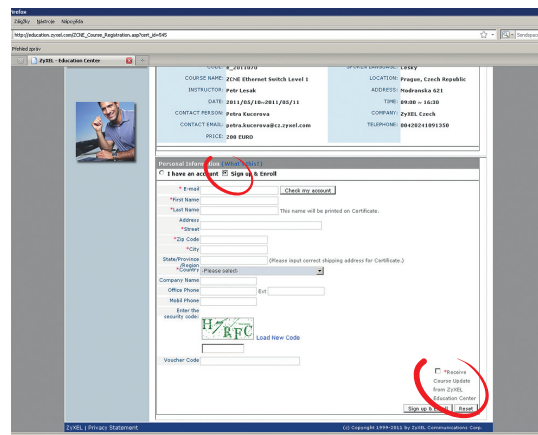 irefox
Záložky Nástroje Nápověda
http://education.zyxel.com/ZCNE_Course_Registration.asp?cert_id=545
Přehled zpráv
ZyXEL - Education Center
CODE: SPOKEN LANGUAGE: Cesky
COURSE NAME: ZCNE Ethernet Switch Level 1 LOCATION: Prague, Czech Republic
INSTRUCTOR: Petr Lesak ADDRESS: Modranska 621
DATE: 2011/05/10~2011/05/11 TIME: 09:00 ~ 16:30
CONTACT PERSON: Petra Kucerova COMPANY: ZyXEL Czech
CONTACT EMAIL: petra.kucerova@cz.zyxel.com TELEPHONE: 00420241091350
PRICE: 200 EURO
Personal Information (What's this?)
I have an account Sign up & Enroll
* E-mail Check my account
*First Name
*Last Name This name will be printed on Certificate.
Address
*Street
*Zip Code
*City
State/Province (Please input correct shipping address for Certificate.)
/Region
*Country -Please select-
Company Name
Office Phone Ext
Mobil Phone
Enter the
security code:
Load New Code
Voucher Code
*Receive
Course Update
from ZyXEL
Education Center
Sign up & Enroll Reset
ZyXEL | Privacy Statement (c) Copyright 1999-2011 by ZyXEL Communications Corp.